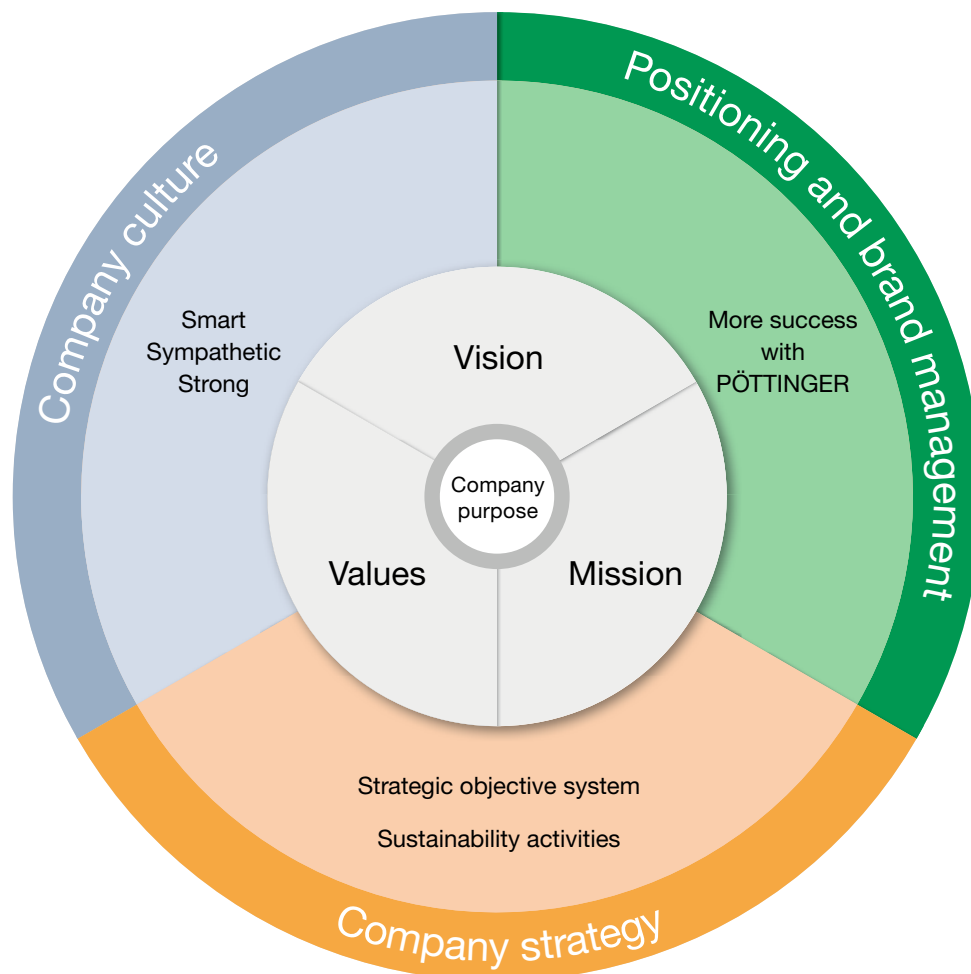 Company culture
Positioning and brand management
Smart
Sympathetic
Strong
More success
with
PÖTTINGER
Vision
Company
purpose
Values
Mission
Strategic objective system
Sustainability activities
Company strategy